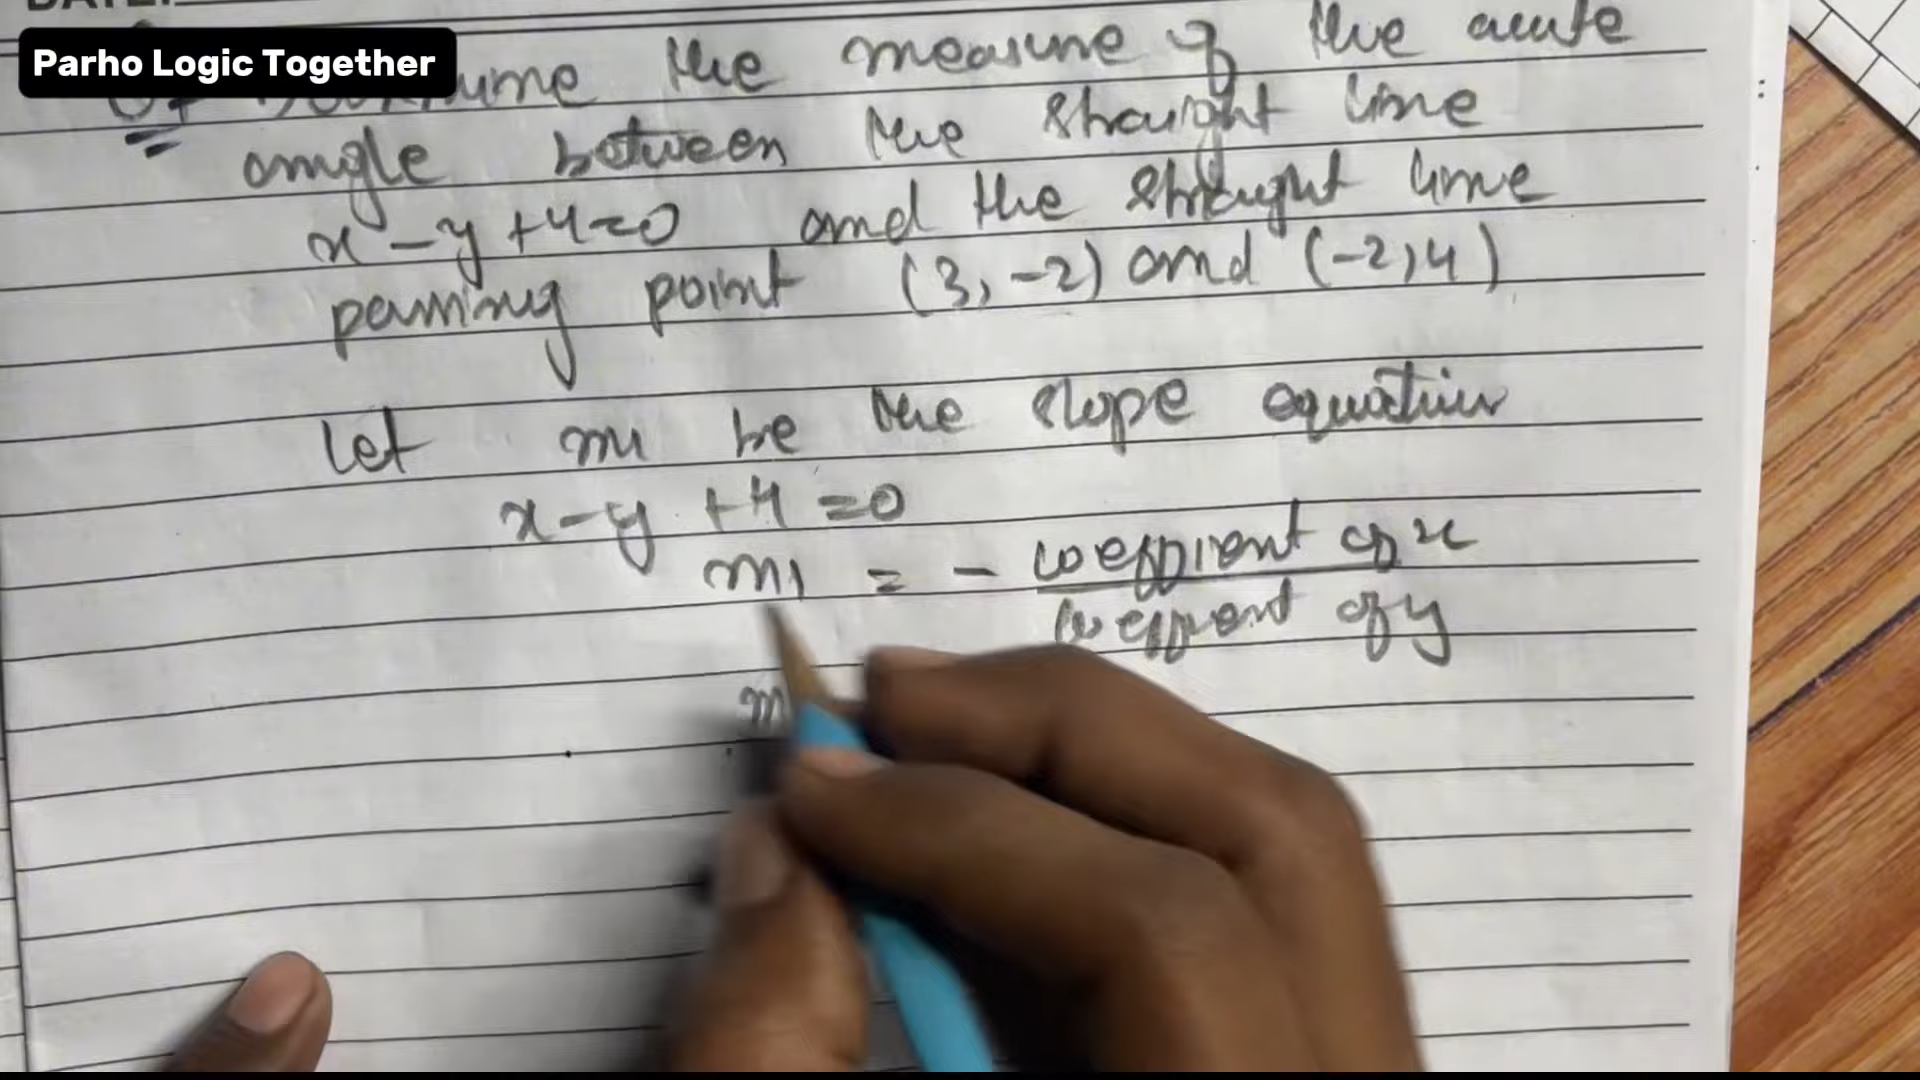 Parho Logic Together
the measure of the acute
angle between the straight line
x - y + 4 = 0 and the straight line
passing point (3, -2) and (-2, 4)
Let m1 be the slope equation
x - y + 4 = 0
m1 = - coefficient of x
coefficient of y
m